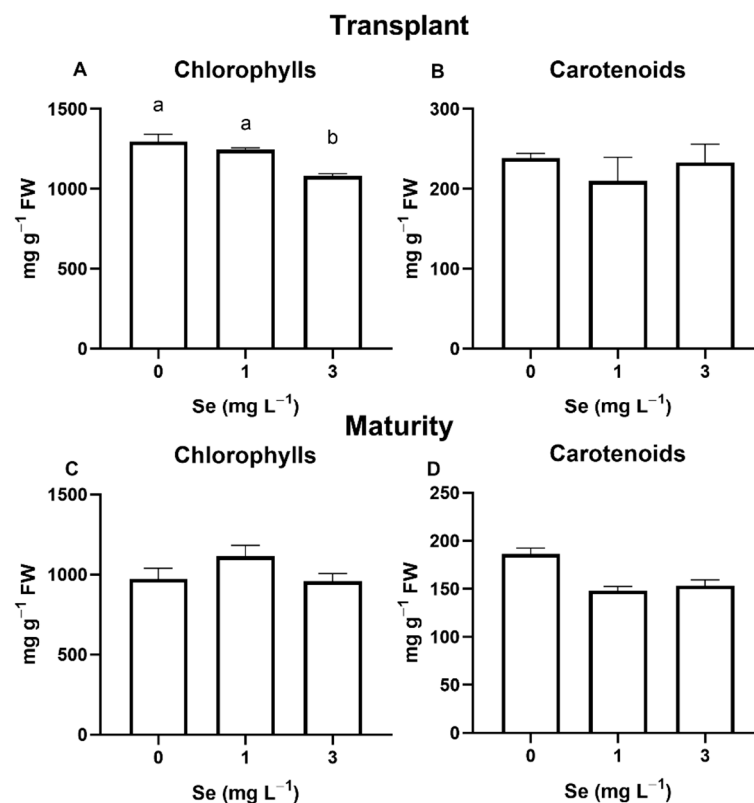 Transplant
A Chlorophylls
B Carotenoids
1500
1000
500
0
mg g⁻¹ FW
a
a
b
0 1 3
Se (mg L⁻¹)
300
200
100
0
mg g⁻¹ FW
0 1 3
Se (mg L⁻¹)
Maturity
C Chlorophylls
D Carotenoids
1500
1000
500
0
mg g⁻¹ FW
0 1 3
Se (mg L⁻¹)
250
200
150
100
50
0
mg g⁻¹ FW
0 1 3
Se (mg L⁻¹)